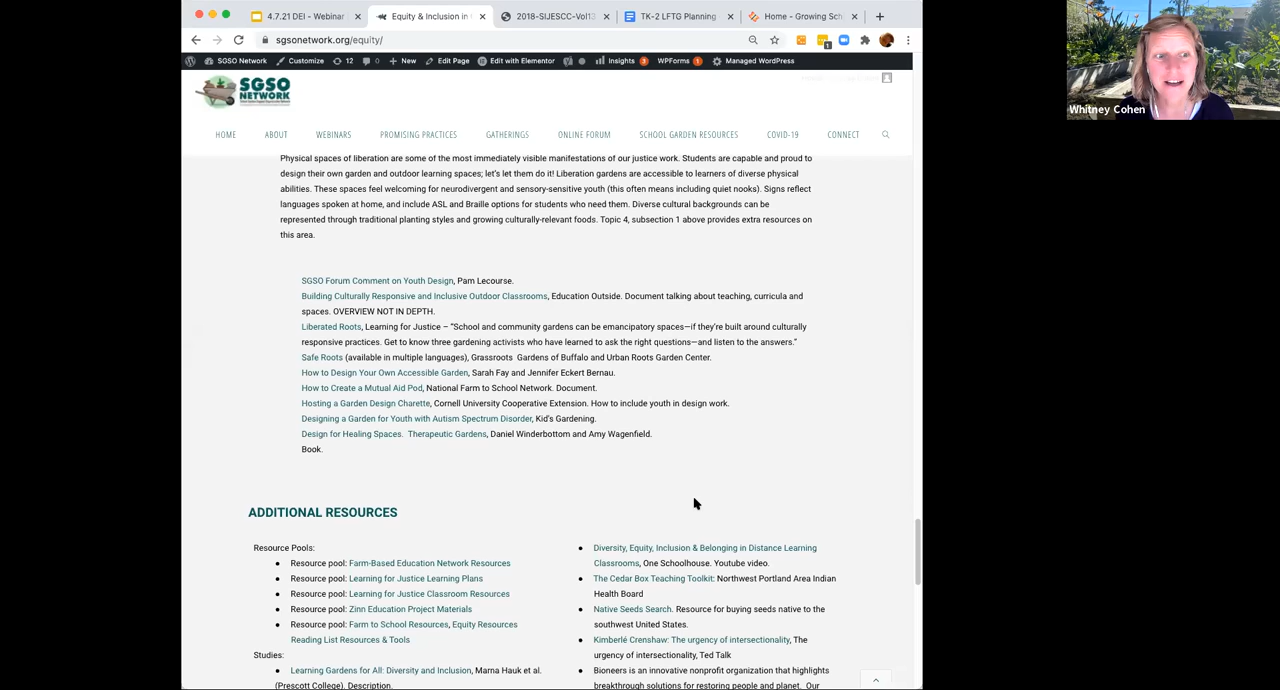 4.7.21 DEI - Webinar
Equity & Inclusion in
2018-SIJESCC-Vol13
TK-2 LFTG Planning
Home - Growing Sch
sgsonetwork.org/equity/
1
SGSO Network
Customize
12
0
New
Edit Page
Edit with Elementor
Insights 3
WPForms 1
Managed WordPress
SGSO
NETWORK
HOME
ABOUT
WEBINARS
PROMISING PRACTICES
GATHERINGS
ONLINE FORUM
SCHOOL GARDEN RESOURCES
COVID-19
CONNECT
Physical spaces of liberation are some of the most immediately visible manifestations of our justice work. Students are capable and proud to
design their own garden and outdoor learning spaces; let's let them do it! Liberation gardens are accessible to learners of diverse physical
abilities. These spaces feel welcoming for neurodivergent and sensory-sensitive youth (this often means including quiet nooks). Signs reflect
languages spoken at home, and include ASL and Braille options for students who need them. Diverse cultural backgrounds can be
represented through traditional planting styles and growing culturally-relevant foods. Topic 4, subsection 1 above provides extra resources on
this area.
SGSO Forum Comment on Youth Design, Pam Lecourse.
Building Culturally Responsive and Inclusive Outdoor Classrooms, Education Outside. Document talking about teaching, curricula and
spaces. OVERVIEW NOT IN DEPTH.
Liberated Roots, Learning for Justice – “School and community gardens can be emancipatory spaces—if they're built around culturally
responsive practices. Get to know three gardening activists who have learned to ask the right questions—and listen to the answers.”
Safe Roots (available in multiple languages), Grassroots Gardens of Buffalo and Urban Roots Garden Center.
How to Design Your Own Accessible Garden, Sarah Fay and Jennifer Eckert Bernau.
How to Create a Mutual Aid Pod, National Farm to School Network. Document.
Hosting a Garden Design Charette, Cornell University Cooperative Extension. How to include youth in design work.
Designing a Garden for Youth with Autism Spectrum Disorder, Kid's Gardening.
Design for Healing Spaces. Therapeutic Gardens, Daniel Winterbottom and Amy Wagenfield.
Book.
ADDITIONAL RESOURCES
Resource Pools:
● Resource pool: Farm-Based Education Network Resources
● Resource pool: Learning for Justice Learning Plans
● Resource pool: Learning for Justice Classroom Resources
● Resource pool: Zinn Education Project Materials
● Resource pool: Farm to School Resources, Equity Resources
Reading List Resources & Tools
Studies:
● Learning Gardens for All: Diversity and Inclusion, Marna Hauk et al.
(Prescott College). Description.
● Diversity, Equity, Inclusion & Belonging in Distance Learning
Classrooms, One Schoolhouse. Youtube video.
● The Cedar Box Teaching Toolkit: Northwest Portland Area Indian
Health Board
● Native Seeds Search. Resource for buying seeds native to the
southwest United States.
● Kimberlé Crenshaw: The urgency of intersectionality, The
urgency of intersectionality, Ted Talk
● Bioneers is an innovative nonprofit organization that highlights
breakthrough solutions for restoring people and planet. Our
Whitney Cohen